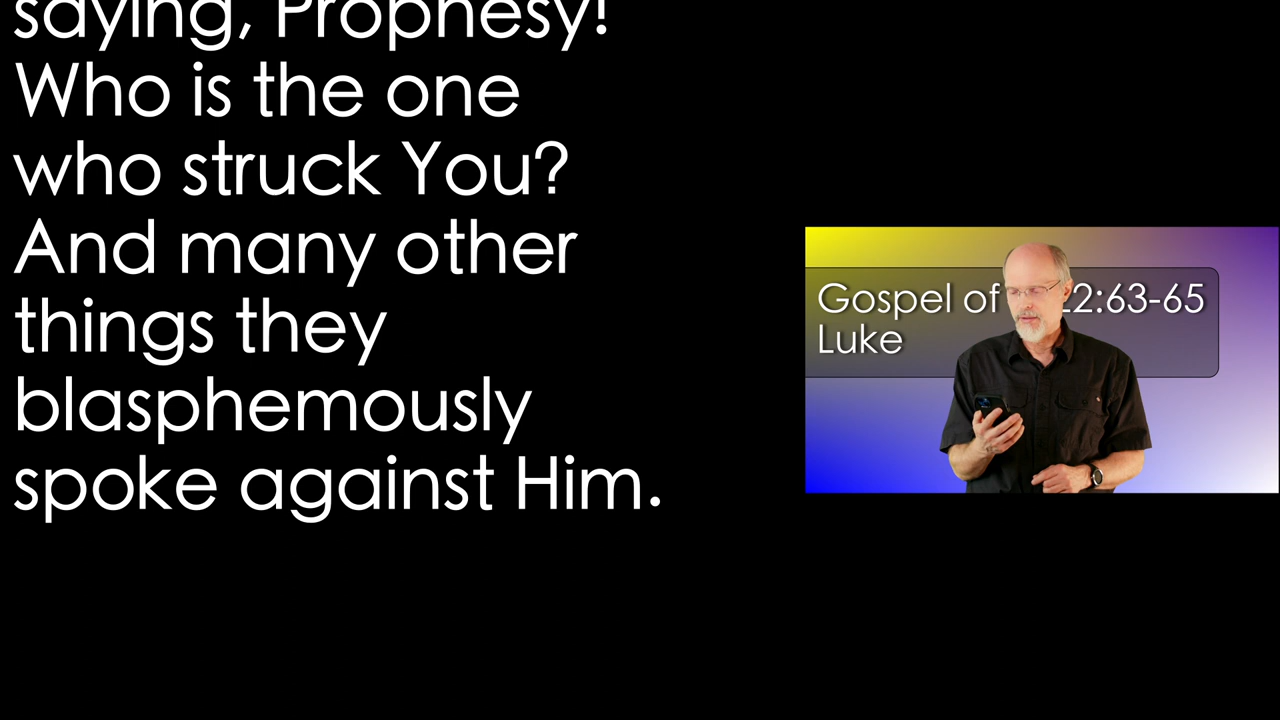 saying, Prophesy!
Who is the one
who struck You?
And many other
things they
blasphemously
spoke against Him.
Gospel of 2:63-65
Luke